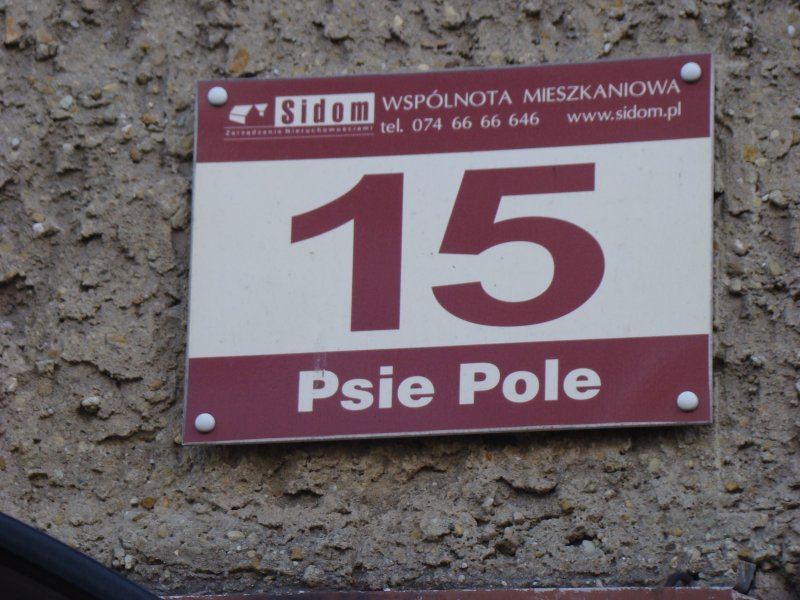 Sidom WSPÓLNOTA MIESZKANIOWA
Zarządzanie Nieruchomościami tel. 074 66 66 646 www.sidom.pl
15
Psie Pole